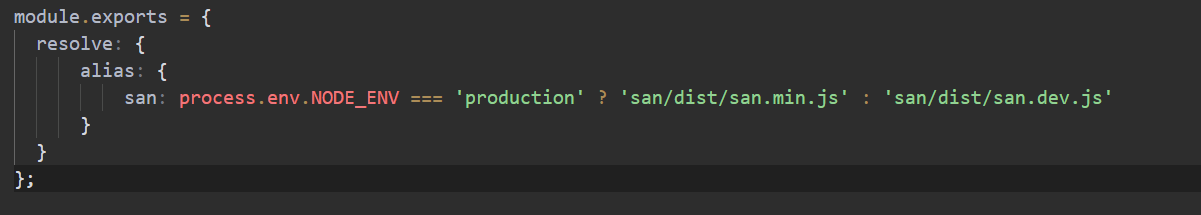 module.exports = {
resolve: {
alias: {
san: process.env.NODE_ENV === 'production' ? 'san/dist/san.min.js' : 'san/dist/san.dev.js'
}
}
};